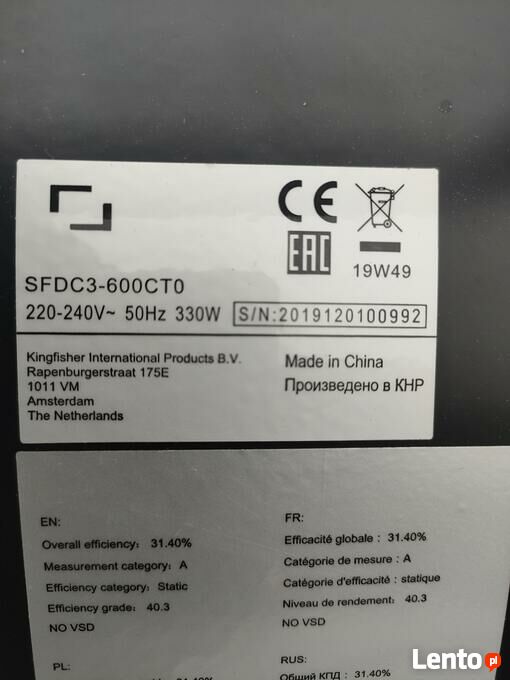 CE
EAC
19W49
SFDC3-600CT0
220-240V~ 50Hz 330W S/N:2019120100992
Kingfisher International Products B.V.
Rapenburgerstraat 175E
1011 VM
Amsterdam
The Netherlands
Made in China
Произведено в КНР
EN:
Overall efficiency: 31.40%
Measurement category: A
Efficiency category: Static
Efficiency grade: 40.3
NO VSD
FR:
Efficacité globale : 31.40%
Catégorie de mesure : A
Catégorie d'efficacité : statique
Niveau de rendement: 40.3
NO VSD
PL:
RUS:
Общий КПД : 31.40%
Lento.pl